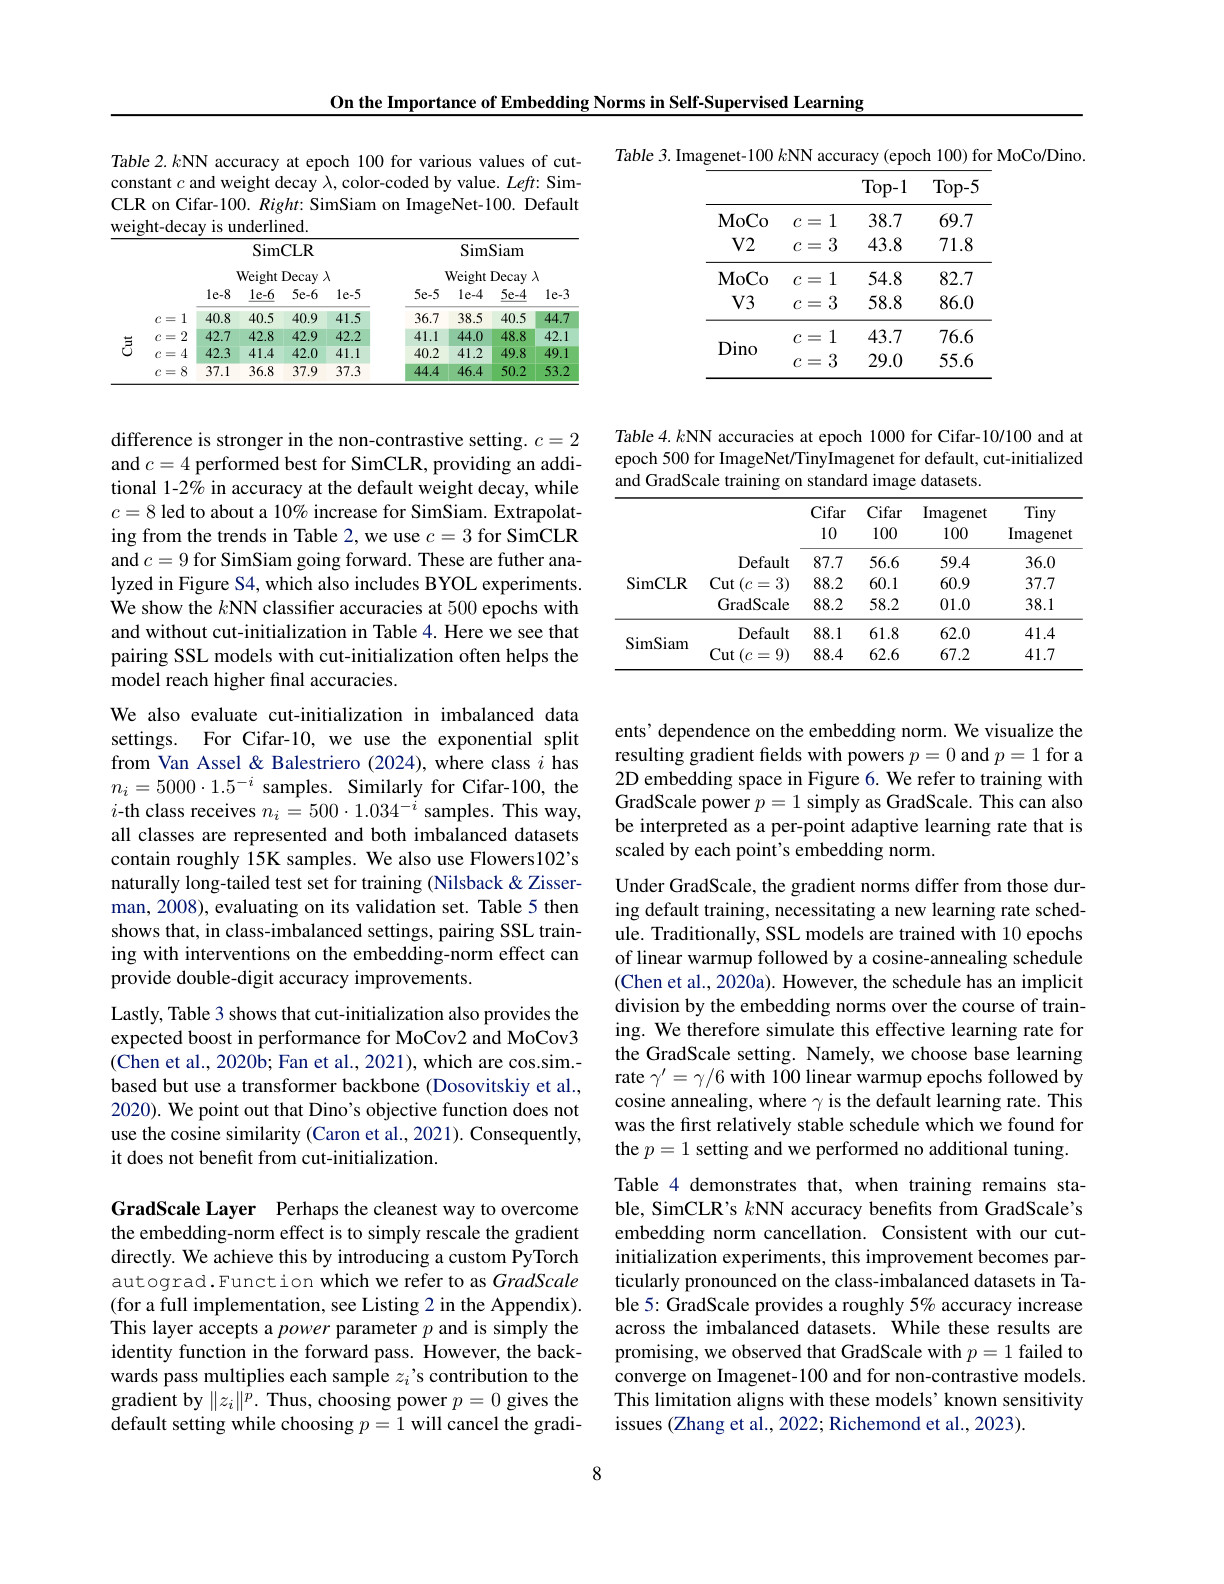 On the Importance of Embedding Norms in Self-Supervised Learning
Table 2. kNN accuracy at epoch 100 for various values of cut-
constant c and weight decay λ, color-coded by value. Left: Sim-
CLR on Cifar-100. Right: SimSiam on ImageNet-100. Default
weight-decay is underlined.
SimCLR SimSiam
Weight Decay λ Weight Decay λ
1e-8 1e-6 5e-6 1e-5 5e-5 1e-4 5e-4 1e-3
Cut
c = 1 40.8 40.5 40.9 41.5 36.7 38.5 40.5 44.7
c = 2 42.7 42.8 42.9 42.2 41.1 44.0 48.8 42.1
c = 4 42.3 41.4 42.0 41.1 40.2 41.2 49.8 49.1
c = 8 37.1 36.8 37.9 37.3 44.4 46.4 50.2 53.2
difference is stronger in the non-contrastive setting. c = 2
and c = 4 performed best for SimCLR, providing an addi-
tional 1-2% in accuracy at the default weight decay, while
c = 8 led to about a 10% increase for SimSiam. Extrapolat-
ing from the trends in Table 2, we use c = 3 for SimCLR
and c = 9 for SimSiam going forward. These are futher ana-
lyzed in Figure S4, which also includes BYOL experiments.
We show the kNN classifier accuracies at 500 epochs with
and without cut-initialization in Table 4. Here we see that
pairing SSL models with cut-initialization often helps the
model reach higher final accuracies.
We also evaluate cut-initialization in imbalanced data
settings. For Cifar-10, we use the exponential split
from Van Assel & Balestriero (2024), where class i has
n_i = 5000 · 1.5^{−i} samples. Similarly for Cifar-100, the
i-th class receives n_i = 500 · 1.034^{−i} samples. This way,
all classes are represented and both imbalanced datasets
contain roughly 15K samples. We also use Flowers102's
naturally long-tailed test set for training (Nilsback & Zisser-
man, 2008), evaluating on its validation set. Table 5 then
shows that, in class-imbalanced settings, pairing SSL train-
ing with interventions on the embedding-norm effect can
provide double-digit accuracy improvements.
Lastly, Table 3 shows that cut-initialization also provides the
expected boost in performance for MoCov2 and MoCov3
(Chen et al., 2020b; Fan et al., 2021), which are cos.sim.-
based but use a transformer backbone (Dosovitskiy et al.,
2020). We point out that Dino's objective function does not
use the cosine similarity (Caron et al., 2021). Consequently,
it does not benefit from cut-initialization.
GradScale Layer Perhaps the cleanest way to overcome
the embedding-norm effect is to simply rescale the gradient
directly. We achieve this by introducing a custom PyTorch
autograd.Function which we refer to as GradScale
(for a full implementation, see Listing 2 in the Appendix).
This layer accepts a power parameter p and is simply the
identity function in the forward pass. However, the back-
wards pass multiplies each sample z_i's contribution to the
gradient by ‖z_i‖^p. Thus, choosing power p = 0 gives the
default setting while choosing p = 1 will cancel the gradi-
Table 3. Imagenet-100 kNN accuracy (epoch 100) for MoCo/Dino.
Top-1 Top-5
MoCo c = 1 38.7 69.7
V2 c = 3 43.8 71.8
MoCo c = 1 54.8 82.7
V3 c = 3 58.8 86.0
Dino
c = 1 43.7 76.6
c = 3 29.0 55.6
Table 4. kNN accuracies at epoch 1000 for Cifar-10/100 and at
epoch 500 for ImageNet/TinyImagenet for default, cut-initialized
and GradScale training on standard image datasets.
Cifar Cifar Imagenet Tiny
10 100 100 Imagenet
Default 87.7 56.6 59.4 36.0
SimCLR Cut (c = 3) 88.2 60.1 60.9 37.7
GradScale 88.2 58.2 01.0 38.1
SimSiam
Default 88.1 61.8 62.0 41.4
Cut (c = 9) 88.4 62.6 67.2 41.7
ents' dependence on the embedding norm. We visualize the
resulting gradient fields with powers p = 0 and p = 1 for a
2D embedding space in Figure 6. We refer to training with
GradScale power p = 1 simply as GradScale. This can also
be interpreted as a per-point adaptive learning rate that is
scaled by each point's embedding norm.
Under GradScale, the gradient norms differ from those dur-
ing default training, necessitating a new learning rate sched-
ule. Traditionally, SSL models are trained with 10 epochs
of linear warmup followed by a cosine-annealing schedule
(Chen et al., 2020a). However, the schedule has an implicit
division by the embedding norms over the course of train-
ing. We therefore simulate this effective learning rate for
the GradScale setting. Namely, we choose base learning
rate γ′ = γ/6 with 100 linear warmup epochs followed by
cosine annealing, where γ is the default learning rate. This
was the first relatively stable schedule which we found for
the p = 1 setting and we performed no additional tuning.
Table 4 demonstrates that, when training remains sta-
ble, SimCLR's kNN accuracy benefits from GradScale's
embedding norm cancellation. Consistent with our cut-
initialization experiments, this improvement becomes par-
ticularly pronounced on the class-imbalanced datasets in Ta-
ble 5: GradScale provides a roughly 5% accuracy increase
across the imbalanced datasets. While these results are
promising, we observed that GradScale with p = 1 failed to
converge on Imagenet-100 and for non-contrastive models.
This limitation aligns with these models' known sensitivity
issues (Zhang et al., 2022; Richemond et al., 2023).
8